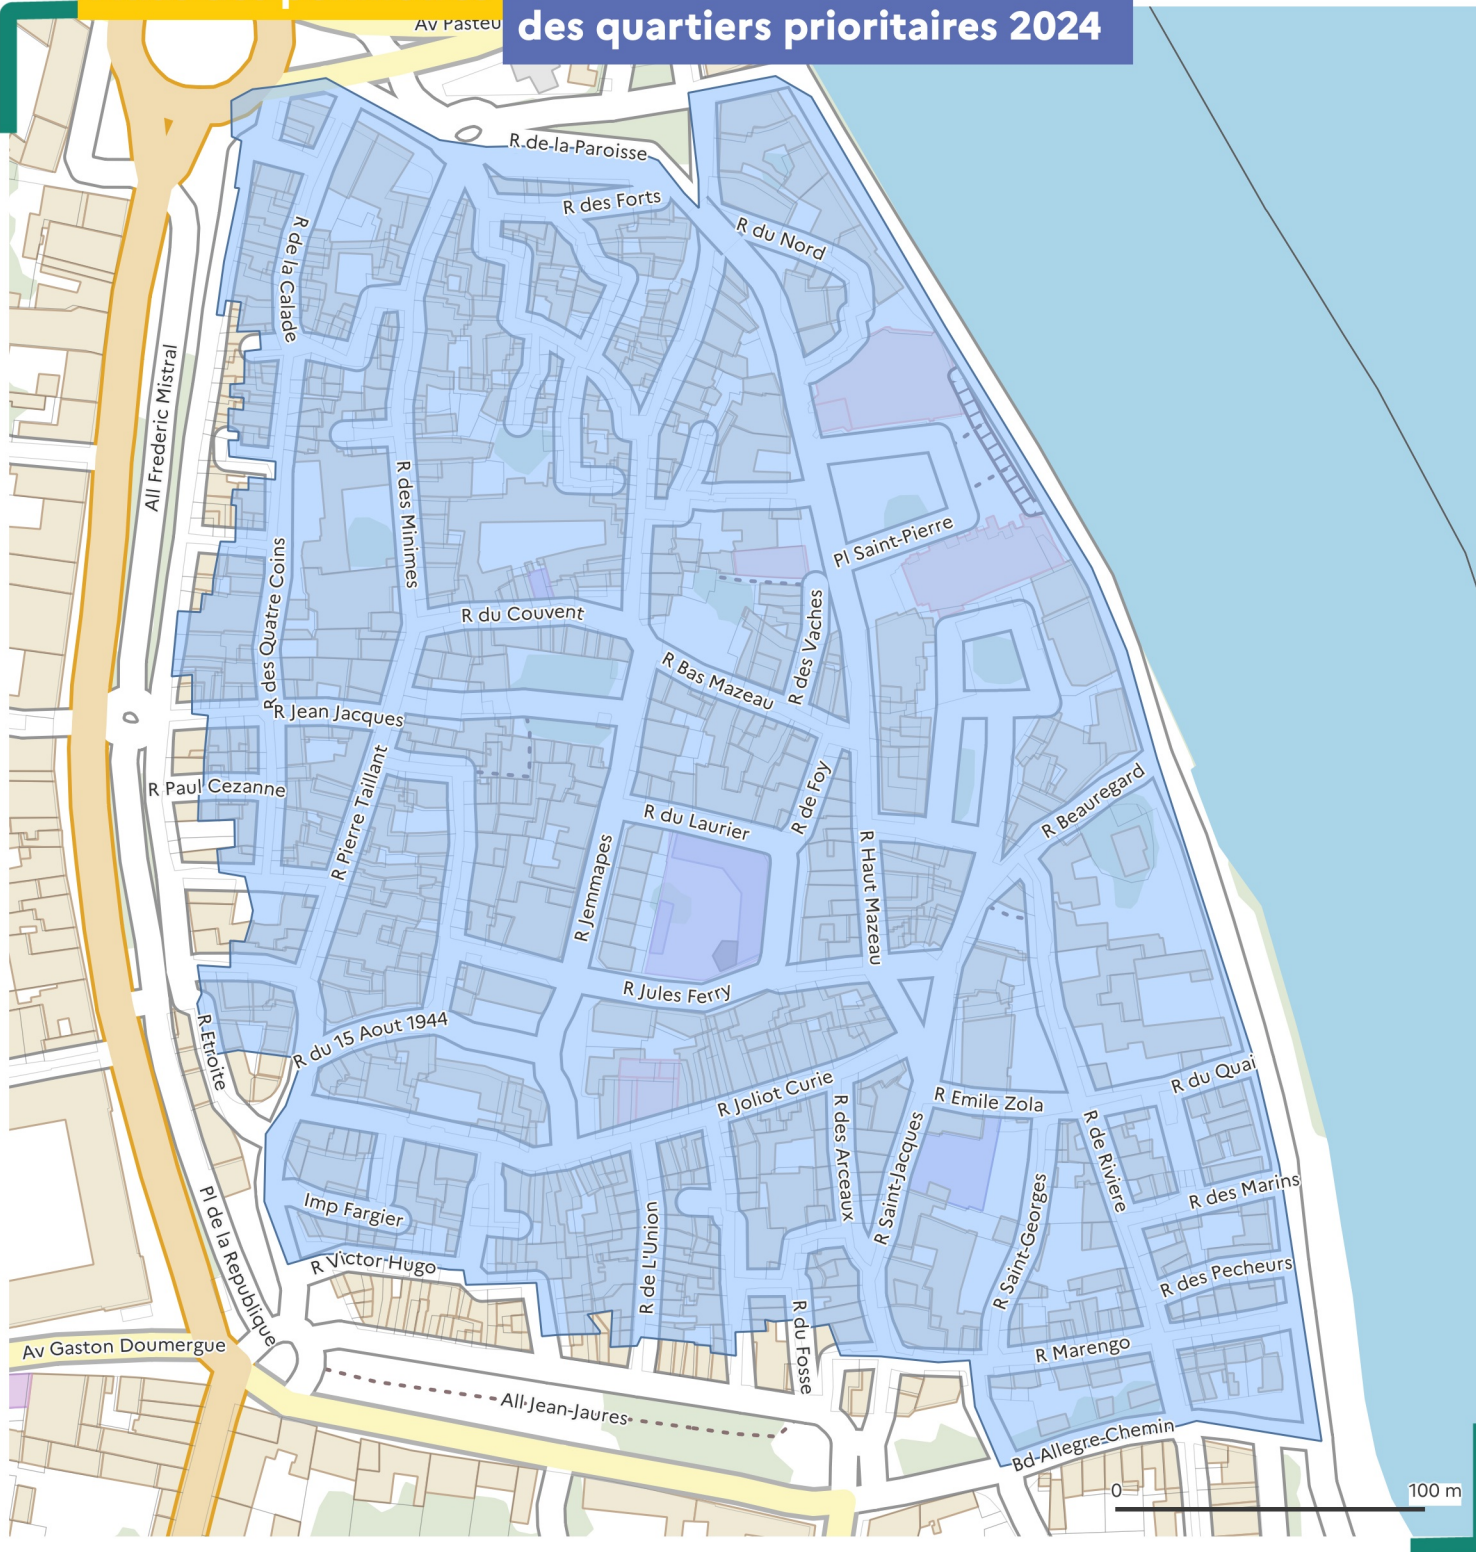 Av Pasteu
des quartiers prioritaires 2024
R de la Paroisse
R des Forts
R du Nord
R de la Calade
All Frederic Mistral
R des Minimes
Pl Saint-Pierre
R des Quatre Coins
R du Couvent
R des Vaches
R Bas Mazeau
R Jean Jacques
R Paul Cezanne
R Pierre Taillant
R de Foy
R Beauregard
R du Laurier
R Jemmapes
R Haut Mazeau
R Jules Ferry
R Etroite
R du 15 Aout 1944
R du Quai
R Joliot Curie
R Emile Zola
R des Arceaux
R Saint-Jacques
R de Riviere
R des Marins
Pl de la Republique
Imp Fargier
R de L'Union
R Saint-Georges
R Victor Hugo
R des Pecheurs
R du Fosse
Av Gaston Doumergue
R Marengo
All Jean-Jaures
Bd Allegre Chemin
0
100 m